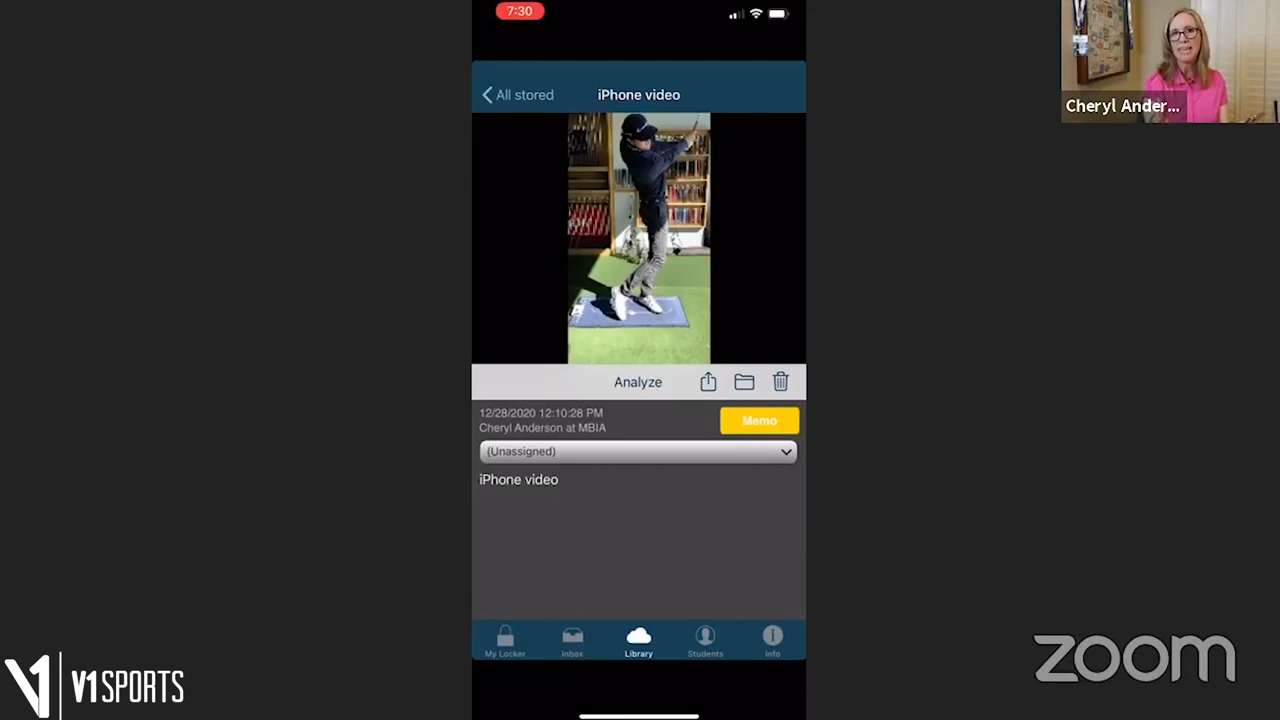 7:30
All stored
iPhone video
Cheryl Ander...
Analyze
12/28/2020 12:10:28 PM
Cheryl Anderson at MBIA
Memo
(Unassigned)
iPhone video
My Locker
Inbox
Library
Students
Info
V1 SPORTS
zoom